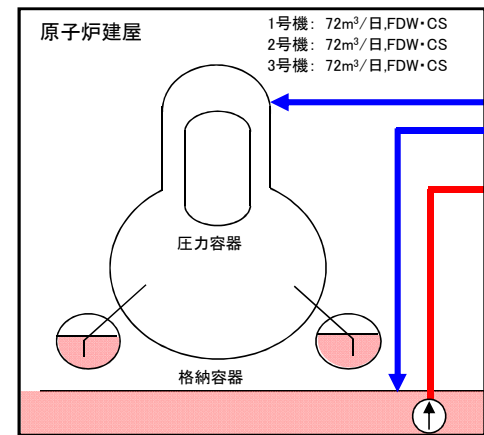 原子炉建屋
1号機: 72m³/日,FDW・CS
2号機: 72m³/日,FDW・CS
3号機: 72m³/日,FDW・CS
圧力容器
格納容器